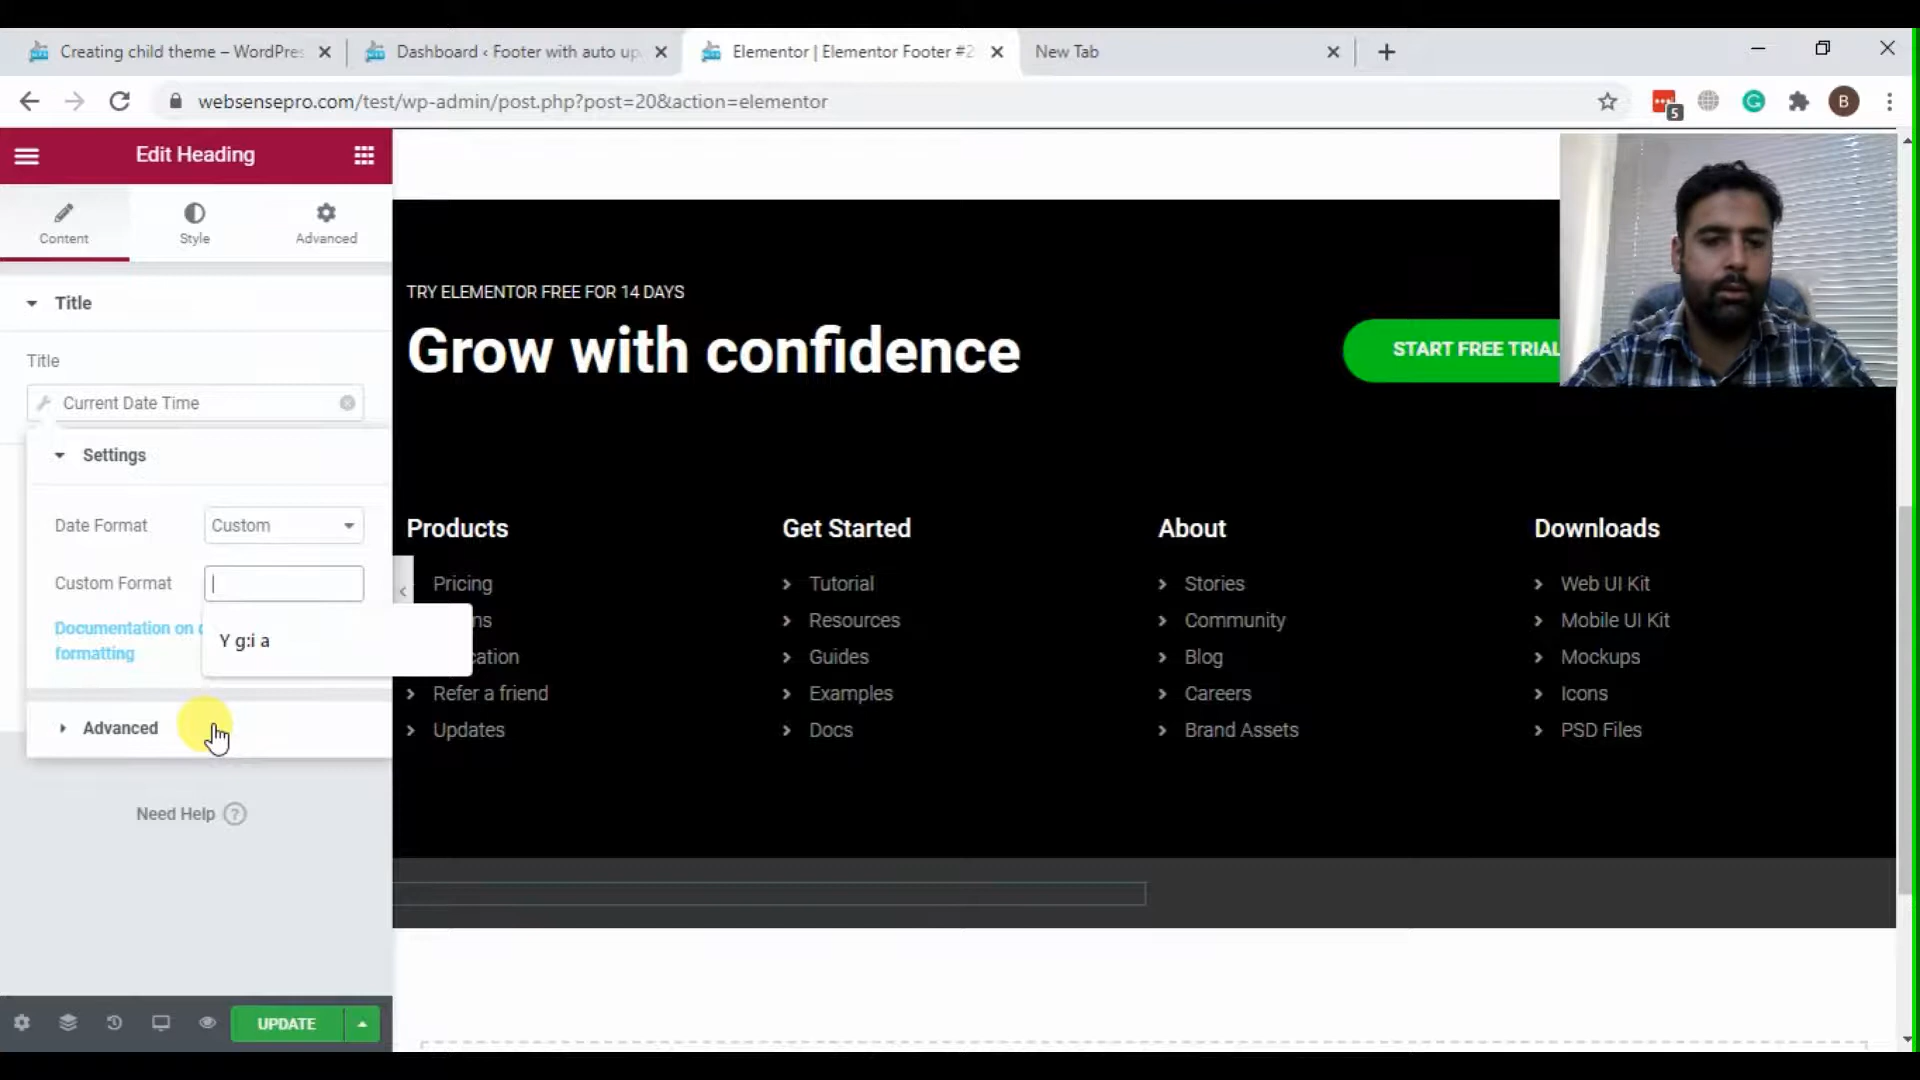 Creating child theme – WordPres
Dashboard ‹ Footer with auto up
Elementor | Elementor Footer #2
New Tab
websensepro.com/test/wp-admin/post.php?post=20&action=elementor
5
B
Edit Heading
Content
Style
Advanced
Title
Title
Current Date Time
Settings
Date Format
Custom
Custom Format
Documentation on
formatting
Y g:i a
Advanced
Need Help ?
UPDATE
TRY ELEMENTOR FREE FOR 14 DAYS
Grow with confidence
START FREE TRIAL
Products
Pricing
ns
cation
Refer a friend
Updates
Get Started
Tutorial
Resources
Guides
Examples
Docs
About
Stories
Community
Blog
Careers
Brand Assets
Downloads
Web UI Kit
Mobile UI Kit
Mockups
Icons
PSD Files